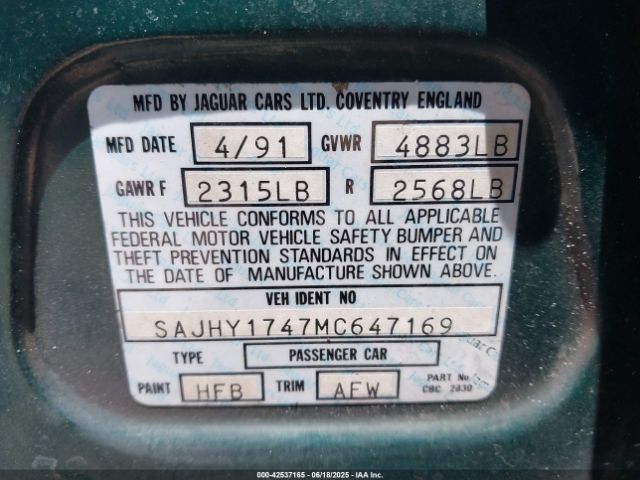 MFD BY JAGUAR CARS LTD. COVENTRY ENGLAND
MFD DATE 4/91 GVWR 4883LB
GAWR F 2315LB R 2568LB
THIS VEHICLE CONFORMS TO ALL APPLICABLE
FEDERAL MOTOR VEHICLE SAFETY BUMPER AND
THEFT PREVENTION STANDARDS IN EFFECT ON
THE DATE OF MANUFACTURE SHOWN ABOVE.
VEH IDENT NO
SAJHY1747MC647169
TYPE PASSENGER CAR
PAINT HFB TRIM AFW PART No
CBC 2830
000-42537165 - 06/18/2025 - IAA Inc.